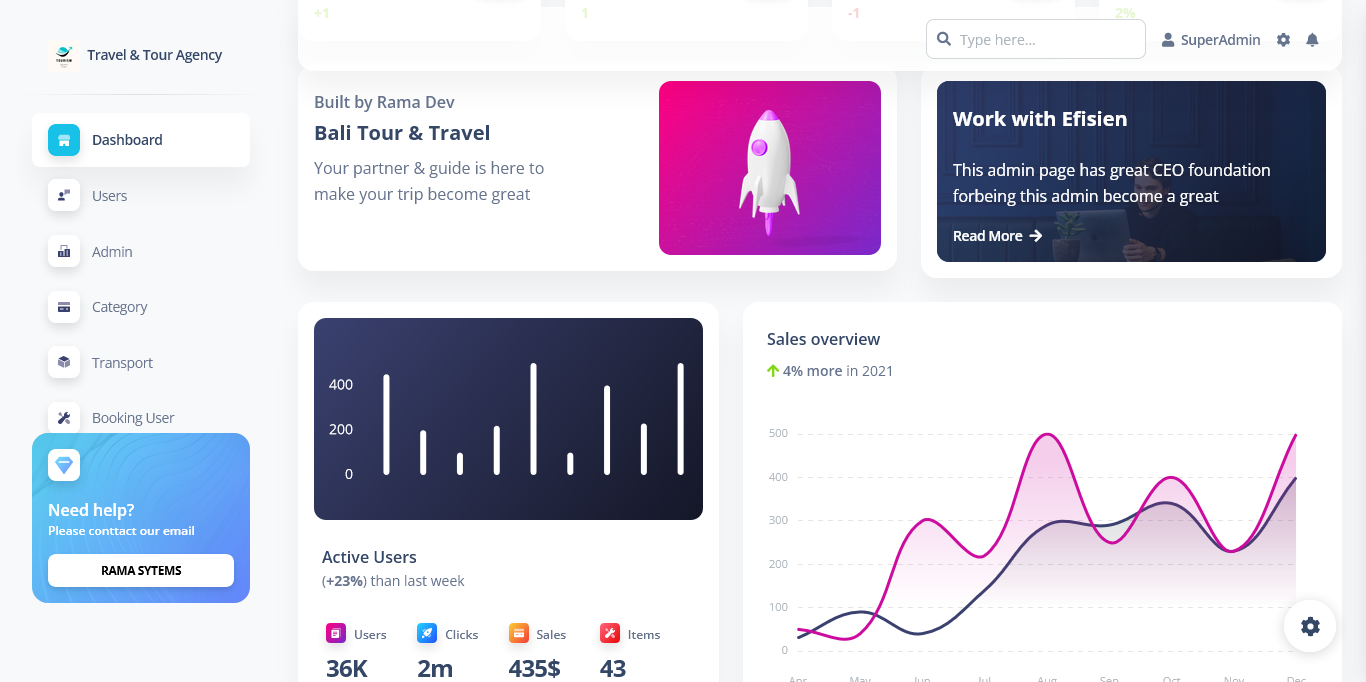 +1
1
-1
2%
Type here...
SuperAdmin
Travel & Tour Agency
Dashboard
Users
Admin
Category
Transport
Booking User
Need help?
Please conttact our email
RAMA SYTEMS
Built by Rama Dev
Bali Tour & Travel
Your partner & guide is here to
make your trip become great
Work with Efisien
This admin page has great CEO foundation
forbeing this admin become a great
Read More
400
200
0
Active Users
(+23%) than last week
Users
Clicks
Sales
Items
36K
2m
435$
43
Sales overview
4% more in 2021
500
400
300
200
100
0
Apr
May
Jun
Jul
Aug
Sep
Oct
Nov
Dec